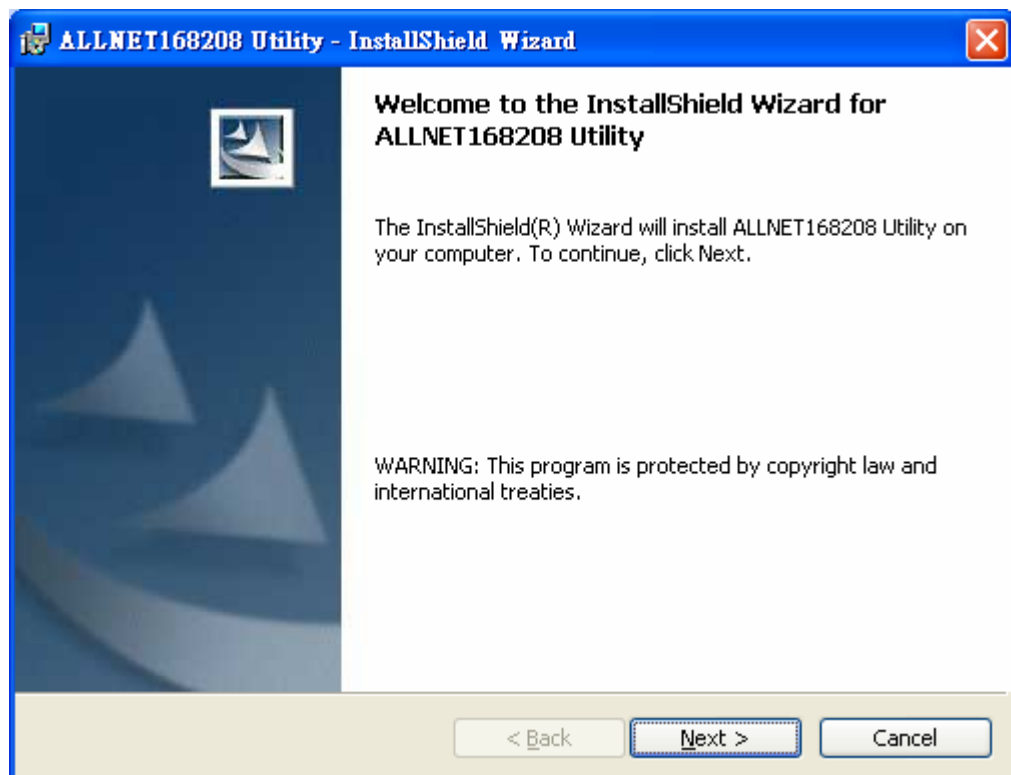 ALLNET168208 Utility - InstallShield Wizard
Welcome to the InstallShield Wizard for
ALLNET168208 Utility
The InstallShield(R) Wizard will install ALLNET168208 Utility on
your computer. To continue, click Next.
WARNING: This program is protected by copyright law and
international treaties.
< Back
Next >
Cancel